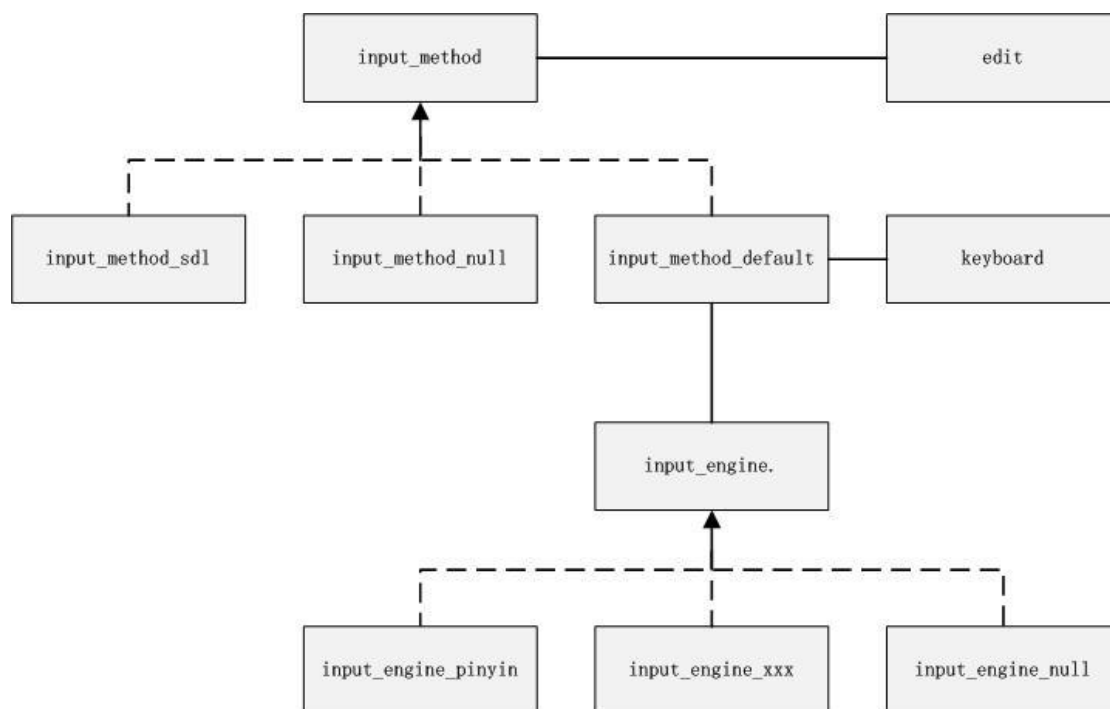 input_method
edit
input_method_sdl
input_method_null
input_method_default
keyboard
input_engine.
input_engine_pinyin
input_engine_xxx
input_engine_null